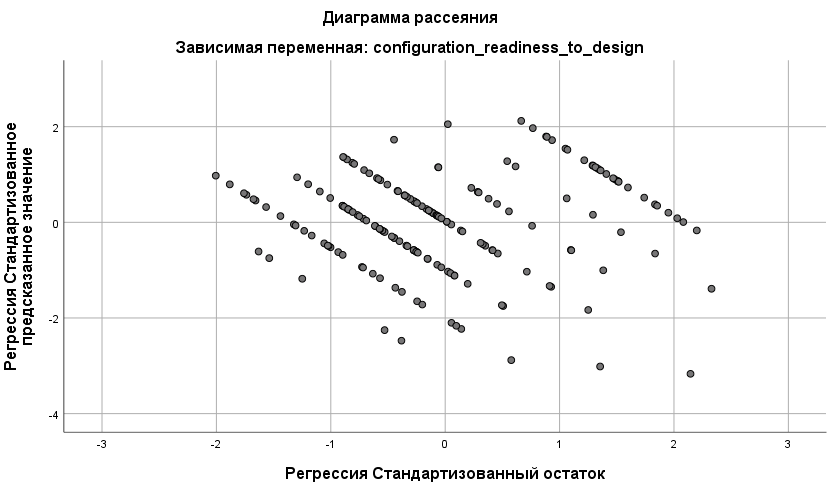 Диаграмма рассеяния
Зависимая переменная: configuration_readiness_to_design
Регрессия Стандартизованное
предсказанное значение
2
0
-2
-4
-3
-2
-1
0
1
2
3
Регрессия Стандартизованный остаток